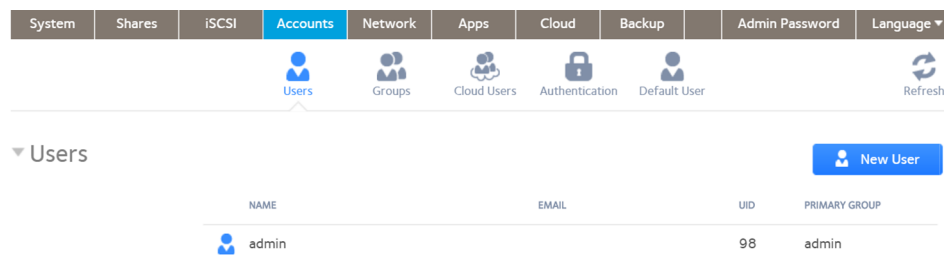 System Shares iSCSI Accounts Network Apps Cloud Backup Admin Password Language
Users Groups Cloud Users Authentication Default User Refresh
Users
New User
NAME EMAIL UID PRIMARY GROUP
admin 98 admin